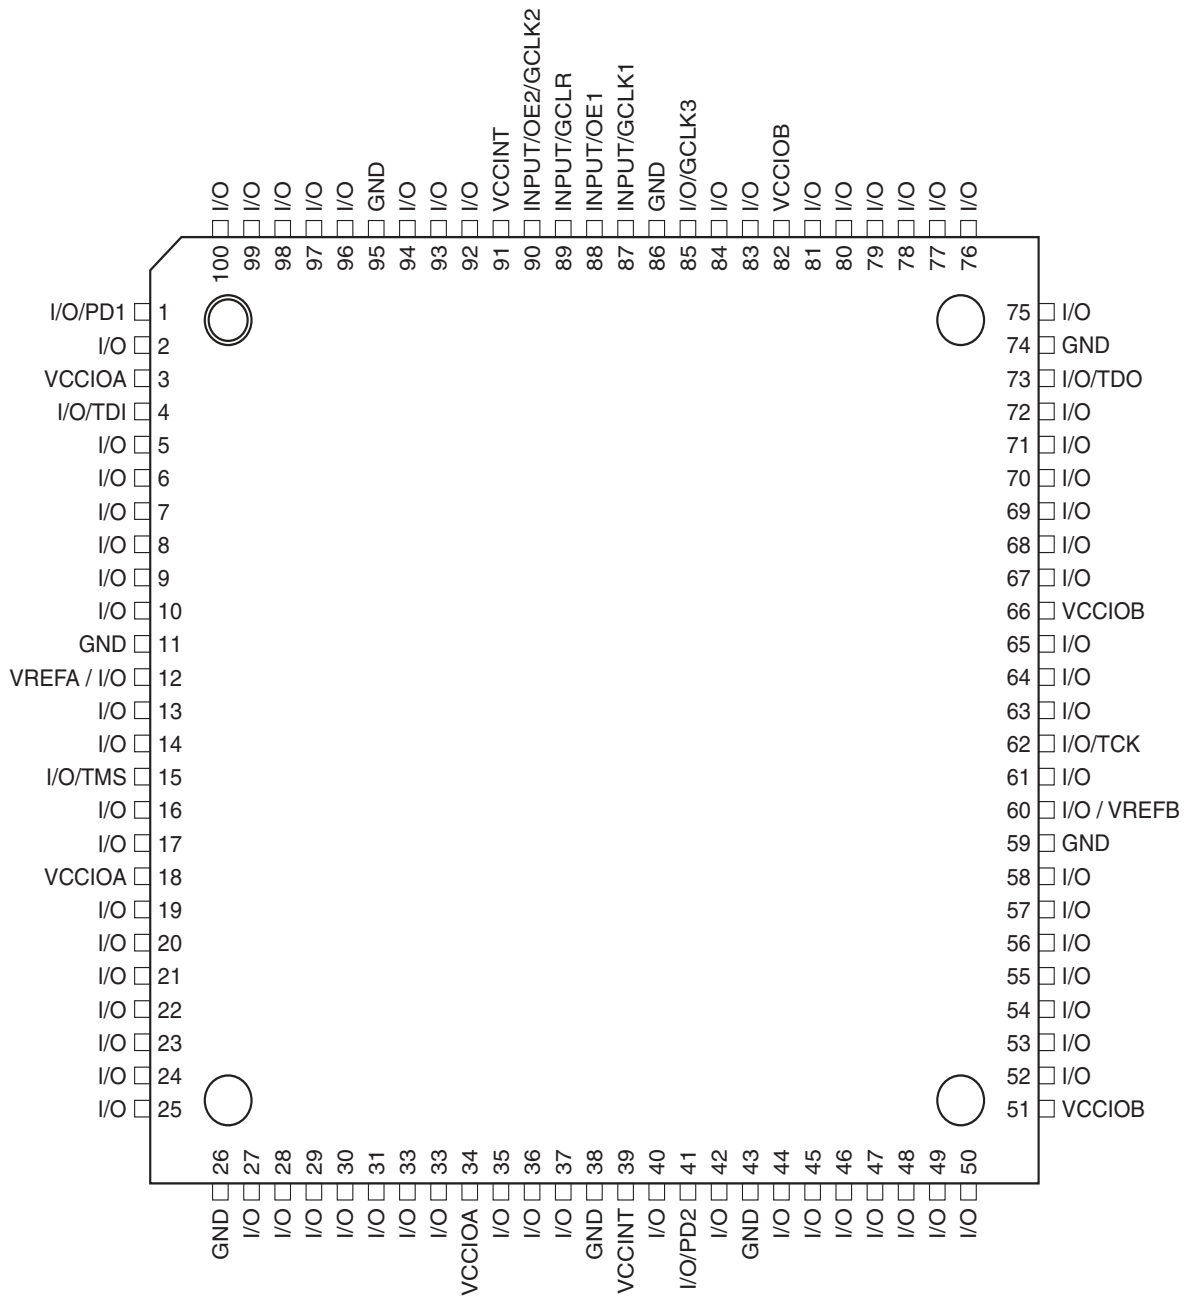 I/O
I/O
I/O
I/O
I/O
GND
I/O
I/O
I/O
VCCINT
INPUT/OE2/GCLK2
INPUT/GCLR
INPUT/OE1
INPUT/GCLK1
GND
I/O/GCLK3
I/O
I/O
VCCIOB
I/O
I/O
I/O
I/O
I/O
I/O
100
99
98
97
96
95
94
93
92
91
90
89
88
87
86
85
84
83
82
81
80
79
78
77
76
I/O/PD1 1
I/O 2
VCCIOA 3
I/O/TDI 4
I/O 5
I/O 6
I/O 7
I/O 8
I/O 9
I/O 10
GND 11
VREFA / I/O 12
I/O 13
I/O 14
I/O/TMS 15
I/O 16
I/O 17
VCCIOA 18
I/O 19
I/O 20
I/O 21
I/O 22
I/O 23
I/O 24
I/O 25
75 I/O
74 GND
73 I/O/TDO
72 I/O
71 I/O
70 I/O
69 I/O
68 I/O
67 I/O
66 VCCIOB
65 I/O
64 I/O
63 I/O
62 I/O/TCK
61 I/O
60 I/O / VREFB
59 GND
58 I/O
57 I/O
56 I/O
55 I/O
54 I/O
53 I/O
52 I/O
51 VCCIOB
26
27
28
29
30
31
33
33
34
35
36
37
38
39
40
41
42
43
44
45
46
47
48
49
50
GND
I/O
I/O
I/O
I/O
I/O
I/O
I/O
VCCIOA
I/O
I/O
I/O
GND
VCCINT
I/O
I/O/PD2
I/O
GND
I/O
I/O
I/O
I/O
I/O
I/O
I/O